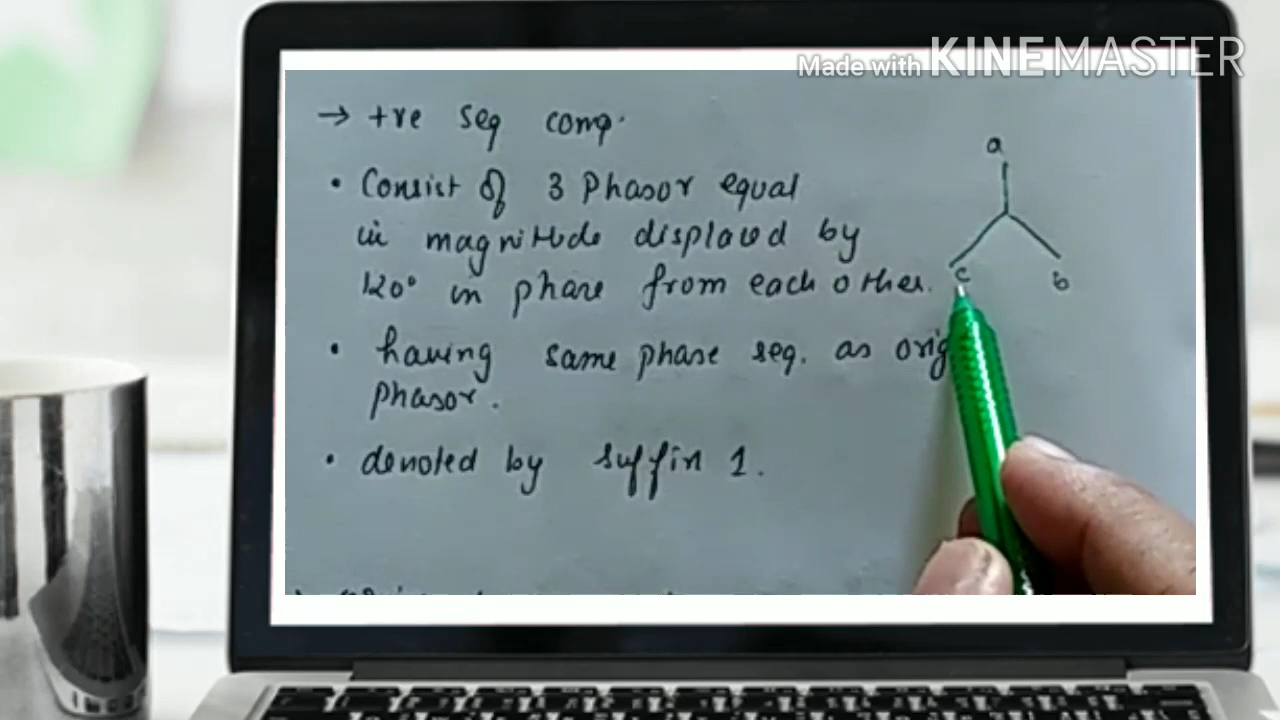 Made with KINEMASTER
→ +ve seq comp.
a
• Consist of 3 Phasor equal
in magnitude displaced by
120° in phase from each other.
c
b
• having same phase seq. as orig
phasor.
• denoted by suffix 1.